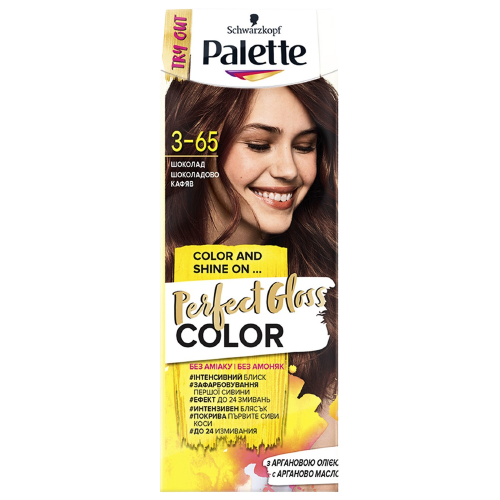 TRY OUT
Schwarzkopf
Palette
3-65
ШОКОЛАД
ШОКОЛАДОВО
КАФЯВ
COLOR AND
SHINE ON ...
Perfect Gloss
COLOR
БЕЗ АМІАКУ | БЕЗ АМОНЯК
#ІНТЕНСИВНИЙ БЛИСК
#ЗАФАРБОВУВАННЯ
ПЕРШОЇ СИВИНИ
#ЕФЕКТ ДО 24 ЗМИВАНЬ
#ИНТЕНЗИВЕН БЛЯСЪК
#ПОКРИВА ПЪРВИТЕ СИВИ
КОСИ
#ДО 24 ИЗМИВАНИЯ
з АРГАНОВОЮ ОЛІЄЮ
с АРГАНОВО МАСЛО